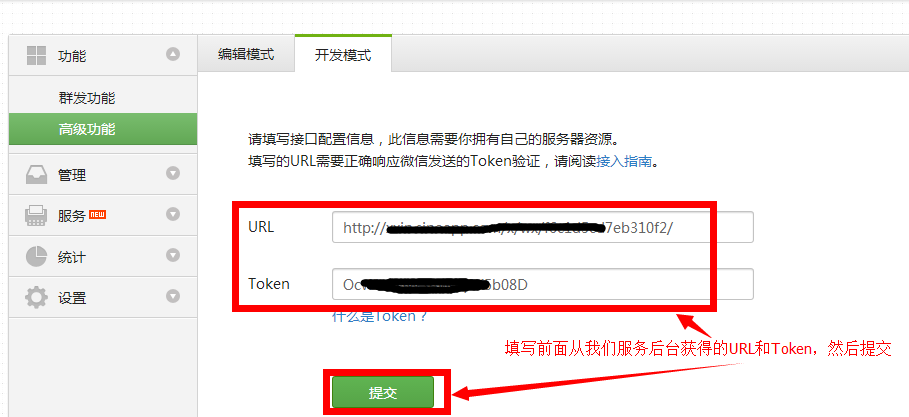 功能
群发功能
高级功能
管理
服务 NEW
统计
设置
编辑模式
开发模式
请填写接口配置信息，此信息需要你拥有自己的服务器资源。
填写的URL需要正确响应微信发送的Token验证，请阅读接入指南。
URL
http:// 7eb310f2/
Token
Ocv 5b08D
什么是Token？
填写前面从我们服务后台获得的URL和Token，然后提交
提交